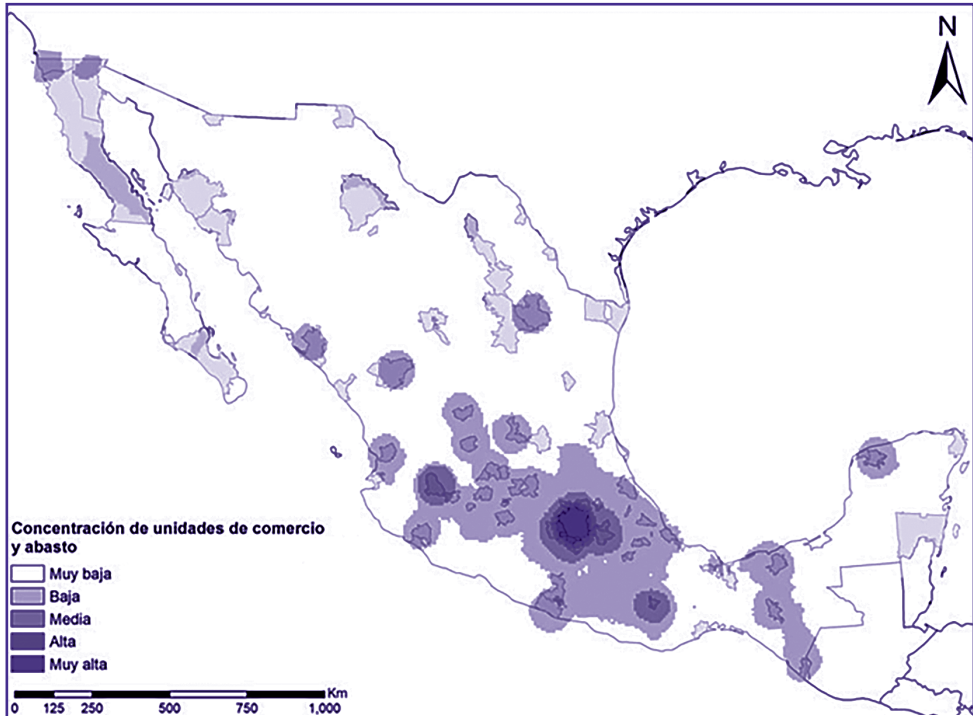 N
Concentración de unidades de comercio
y abasto
Muy baja
Baja
Media
Alta
Muy alta
Km
0 125 250 500 750 1,000